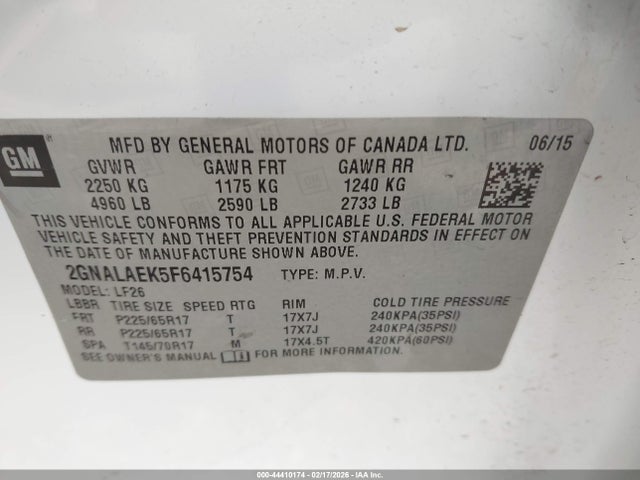 GM
MFD BY GENERAL MOTORS OF CANADA LTD. 06/15
GVWR GAWR FRT GAWR RR
2250 KG 1175 KG 1240 KG
4960 LB 2590 LB 2733 LB
THIS VEHICLE CONFORMS TO ALL APPLICABLE U.S. FEDERAL MOTOR
VEHICLE SAFETY AND THEFT PREVENTION STANDARDS IN EFFECT ON
THE DATE OF MANUFACTURE SHOWN ABOVE.
2GNALAEK5F6415754 TYPE: M.P.V.
MODEL: LF26
LBBR TIRE SIZE SPEED RTG RIM COLD TIRE PRESSURE
FRT P225/65R17 T 17X7J 240KPA(35PSI)
RR P225/65R17 T 17X7J 240KPA(35PSI)
SPA T145/70R17 M 17X4.5T 420KPA(60PSI)
SEE OWNER'S MANUAL FOR MORE INFORMATION.
000-44410174 - 02/17/2026 - IAA Inc.